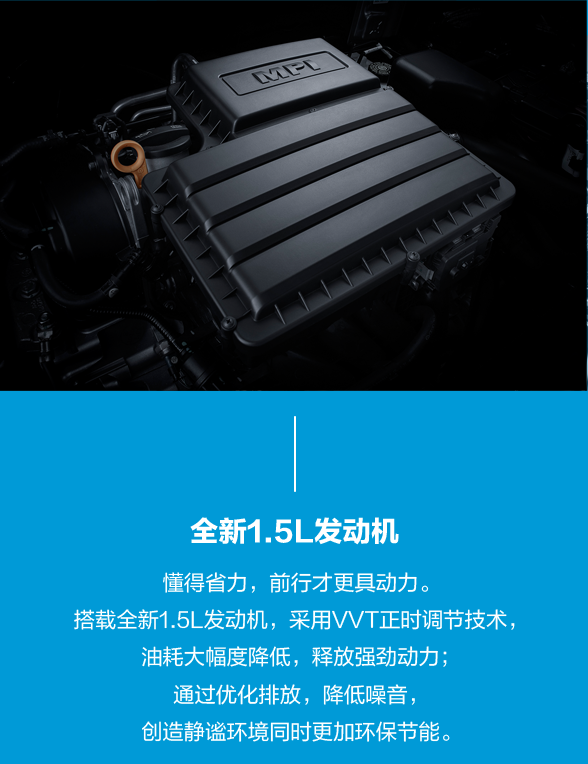 MPI
全新1.5L发动机
懂得省力，前行才更具动力。
搭载全新1.5L发动机，采用VVT正时调节技术，
油耗大幅度降低，释放强劲动力；
通过优化排放，降低噪音，
创造静谧环境同时更加环保节能。